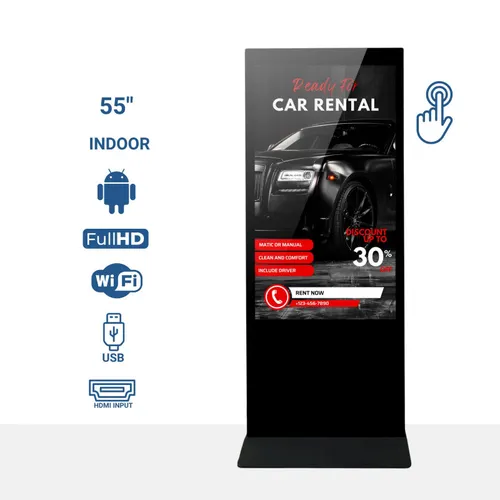 55"
INDOOR
FullHD
WiFi
USB
HDMI INPUT
Ready For
CAR RENTAL
DISCOUNT
UP TO
30%
OFF
MATIC OR MANUAL
CLEAN AND COMFORT
INCLUDE DRIVER
RENT NOW
+123-456-7890